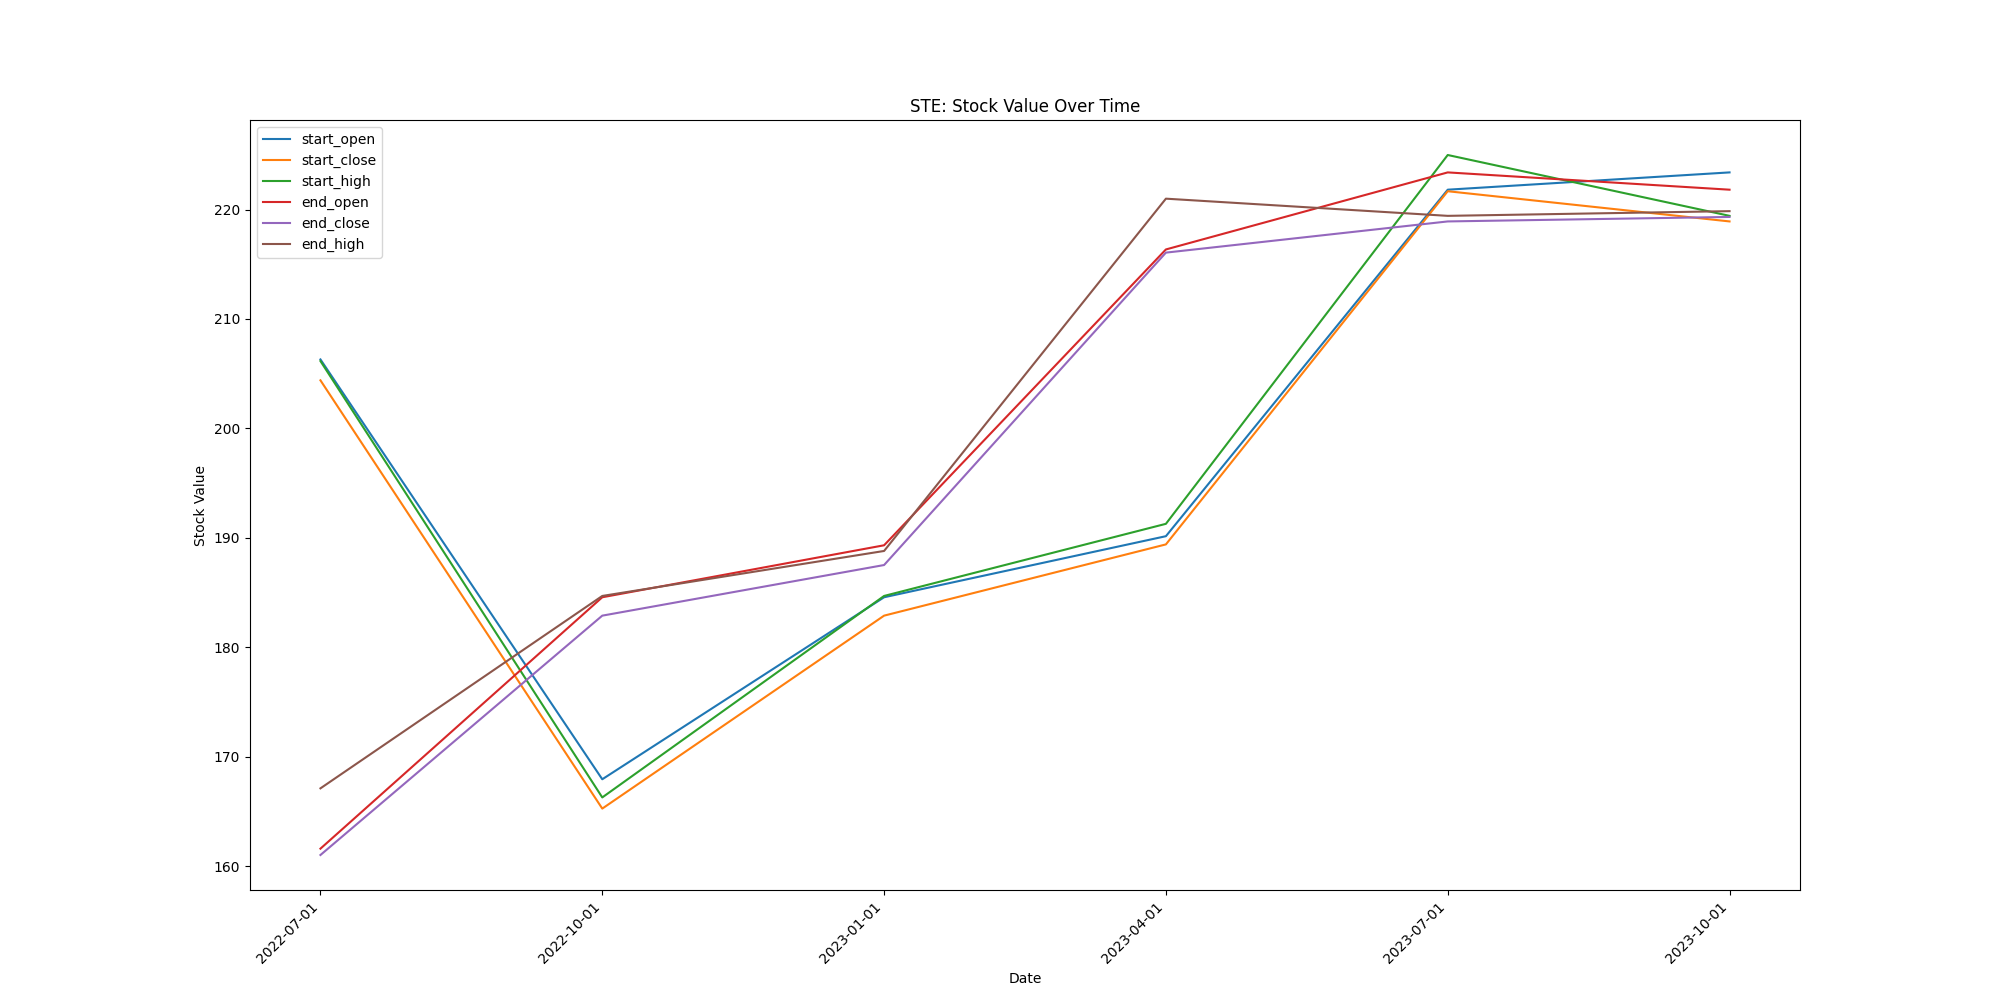 STE: Stock Value Over Time
start_open
start_close
start_high
end_open
end_close
end_high
220
210
200
190
180
170
160
Stock Value
2022-07-01
2022-10-01
2023-01-01
2023-04-01
2023-07-01
2023-10-01
Date